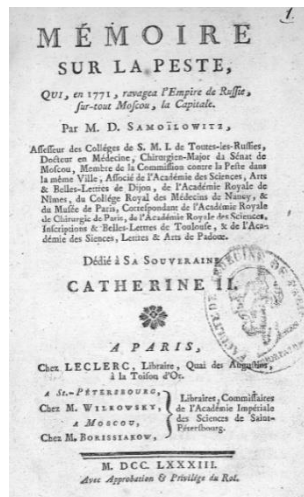 1.
MÉMOIRE
SUR LA PESTE,
QUI, en 1771, ravagea l'Empire de Russie,
sur-tout Moscou, la Capitale.
Par M. D. SAMOÏLOWITZ,
Assesseur des Colléges de S. M. I. de Toutes-les-Russies,
Docteur en Médecine, Chirurgien-Major du Sénat de
Moscou, Membre de la Commission contre la Peste dans
la même Ville; Associé de l'Académie des Sciences, Arts
& Belles-Lettres de Dijon, de l'Académie Royale de
Nîmes, du Collége Royal des Médecins de Nancy, &
du Musée de Paris, Correspondant de l'Académie Royale
de Chirurgie de Paris, de l'Académie Royale des Sciences,
Inscriptions & Belles-Lettres de Toulouse, & de l'Aca-
démie des Siences, Lettres & Arts de Padoue.
Dédié à SA SOUVERAINE
CATHERINE II.
A PARIS,
Chez LECLERC, Libraire, Quai des Augustins,
à la Toison d'Or.
A St.-PÉTERSBOURG,
Chez M. WILKOWSKY,
A MOSCOU,
Chez M. BORISSIAKOW,
Libraires, Commissaires
de l'Académie Impériale
des Sciences de Saint-
Pétersbourg.
M. DCC. LXXXIII.
Avec Approbation & Privilége du Roi.
FACULTÉ DE MÉDECINE DE